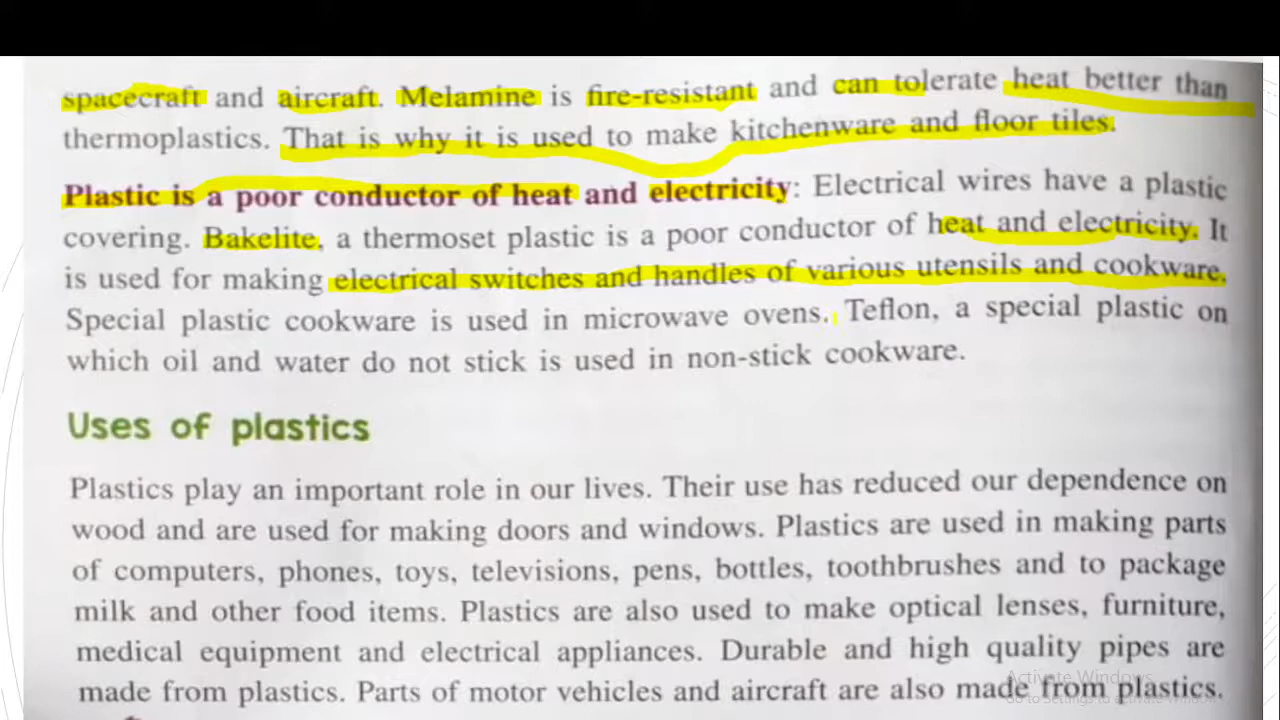 spacecraft and aircraft. Melamine is fire-resistant and can tolerate heat better than
thermoplastics. That is why it is used to make kitchenware and floor tiles.
Plastic is a poor conductor of heat and electricity: Electrical wires have a plastic
covering. Bakelite, a thermoset plastic is a poor conductor of heat and electricity. It
is used for making electrical switches and handles of various utensils and cookware.
Special plastic cookware is used in microwave ovens. Teflon, a special plastic on
which oil and water do not stick is used in non-stick cookware.
Uses of plastics
Plastics play an important role in our lives. Their use has reduced our dependence on
wood and are used for making doors and windows. Plastics are used in making parts
of computers, phones, toys, televisions, pens, bottles, toothbrushes and to package
milk and other food items. Plastics are also used to make optical lenses, furniture,
medical equipment and electrical appliances. Durable and high quality pipes are
made from plastics. Parts of motor vehicles and aircraft are also made from plastics.
Activate Windows
Go to Settings to activate Windows.